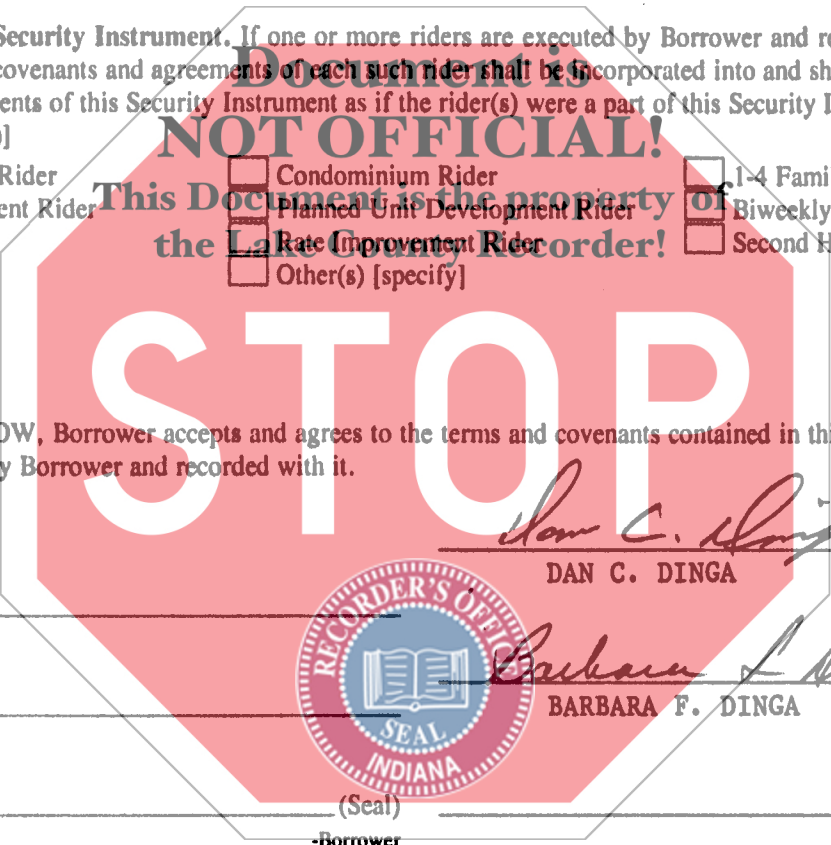 Security Instrument. If one or more riders are executed by Borrower and re
covenants and agreements of each such rider shall be incorporated into and sh
ents of this Security Instrument as if the rider(s) were a part of this Security I
)]
Document is
NOT OFFICIAL!
This Document is the property of
the Lake County Recorder!
Rider
Condominium Rider
1-4 Fami
ent Rider
Planned Unit Development Rider
Biweekly
Rate Improvement Rider
Second H
Other(s) [specify]
STOP
OW, Borrower accepts and agrees to the terms and covenants contained in thi
y Borrower and recorded with it.
Dan C. Dinga
DAN C. DINGA
Barbara F. D
BARBARA F. DINGA
RECORDER'S OFFICE
SEAL
INDIANA
(Seal)
-Borrower